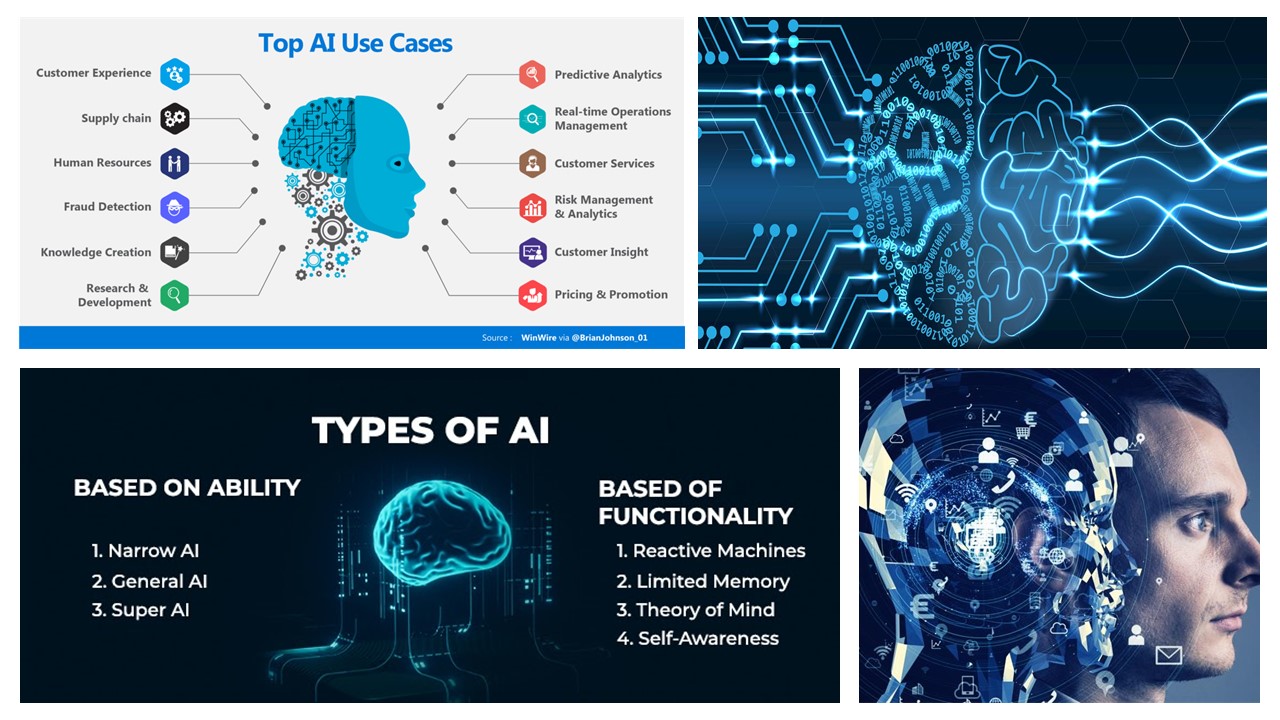 Top AI Use Cases
Customer Experience
Supply chain
Human Resources
Fraud Detection
Knowledge Creation
Research &
Development
Predictive Analytics
Real-time Operations
Management
Customer Services
Risk Management
& Analytics
Customer Insight
Pricing & Promotion
Source : WinWire via @BrianJohnson_01
TYPES OF AI
BASED ON ABILITY
1. Narrow AI
2. General AI
3. Super AI
BASED OF
FUNCTIONALITY
1. Reactive Machines
2. Limited Memory
3. Theory of Mind
4. Self-Awareness